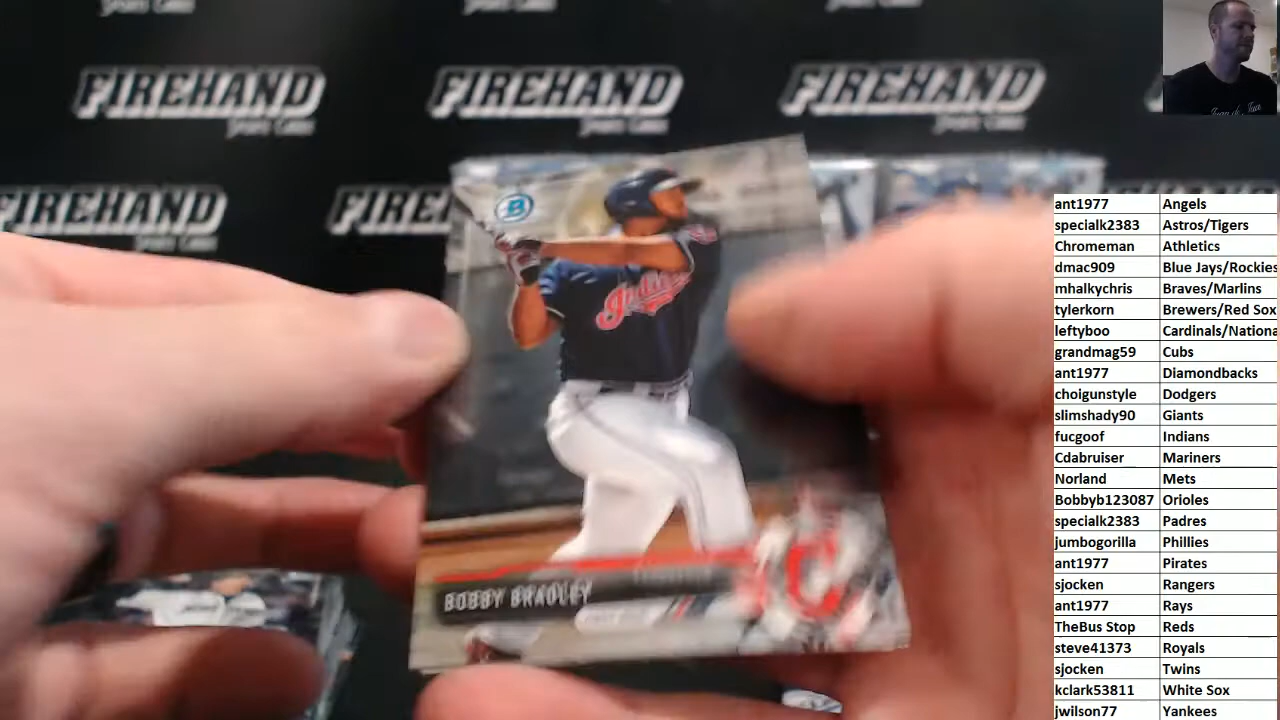 FIREHAND
FIREHAND
FIREHAND
FIREHAND
FIREHAND
B
Indians
C
BOBBY BRADLEY
ant1977 Angels
specialk2383 Astros/Tigers
Chromeman Athletics
dmac909 Blue Jays/Rockies
mhalkychris Braves/Marlins
tylerkorn Brewers/Red Sox
leftyboo Cardinals/Nationa
grandmag59 Cubs
ant1977 Diamondbacks
choigunstyle Dodgers
slimshady90 Giants
fucgoof Indians
Cdabruiser Mariners
Norland Mets
Bobbyb123087 Orioles
specialk2383 Padres
jumbogorilla Phillies
ant1977 Pirates
sjocken Rangers
ant1977 Rays
TheBus Stop Reds
steve41373 Royals
sjocken Twins
kclark53811 White Sox
jwilson77 Yankees